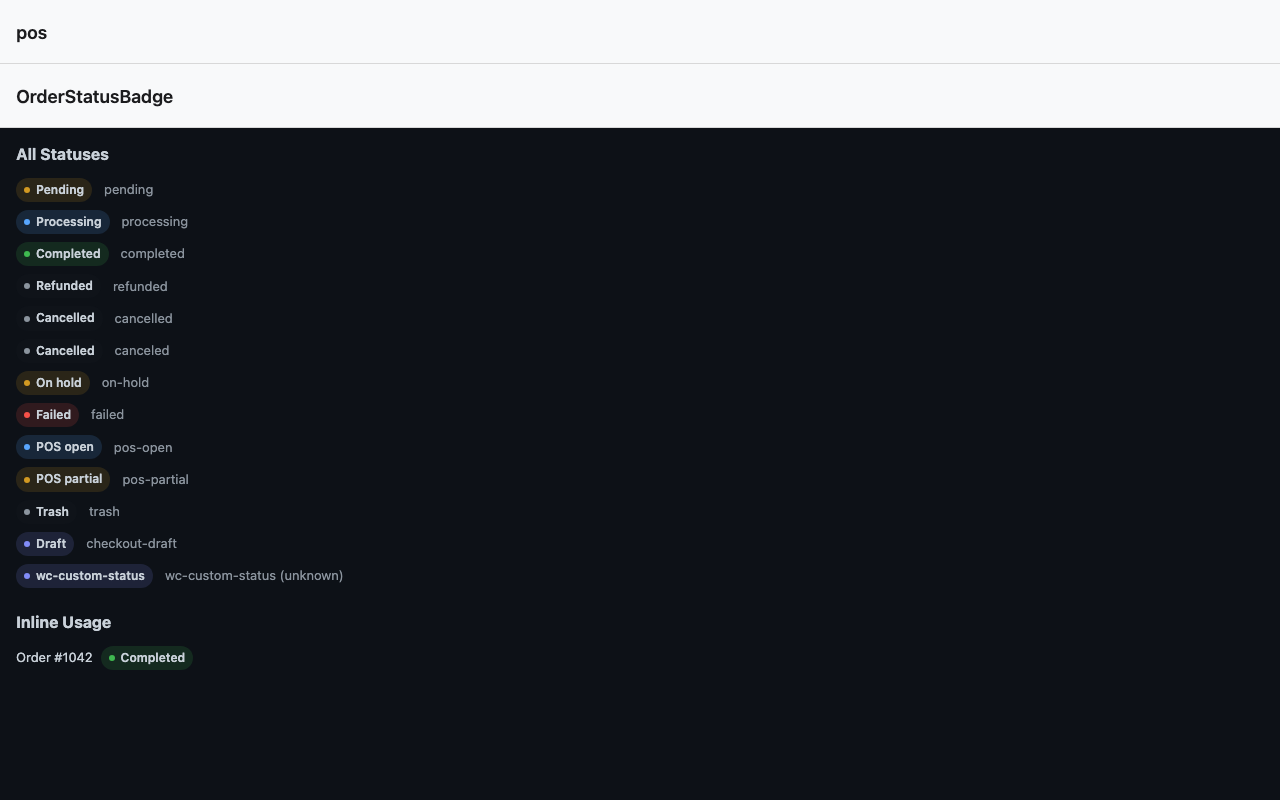 pos
OrderStatusBadge
All Statuses
Pending pending
Processing processing
Completed completed
Refunded refunded
Cancelled cancelled
Cancelled canceled
On hold on-hold
Failed failed
POS open pos-open
POS partial pos-partial
Trash trash
Draft checkout-draft
wc-custom-status wc-custom-status (unknown)
Inline Usage
Order #1042 Completed